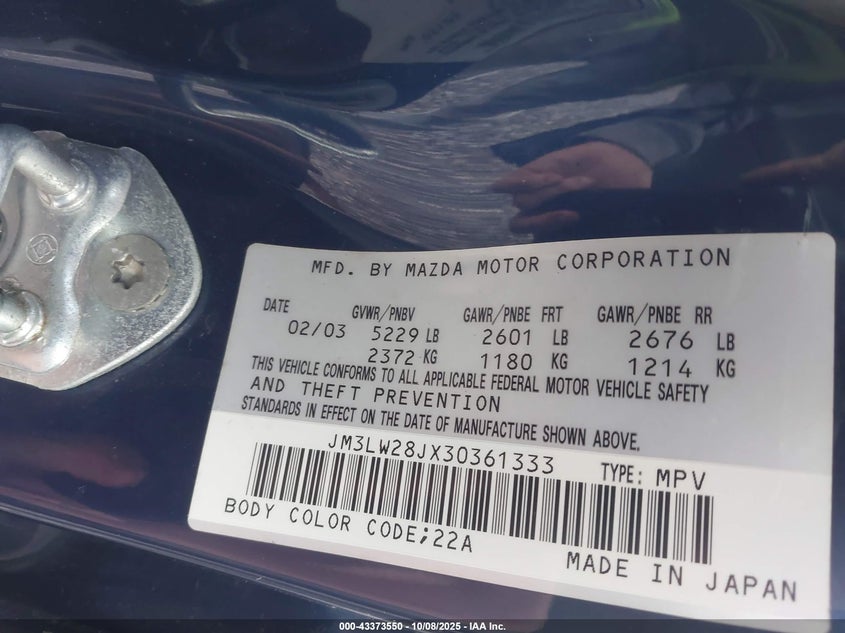 MFD. BY MAZDA MOTOR CORPORATION
DATE GVWR/PNBV GAWR/PNBE FRT GAWR/PNBE RR
02/03 5229 LB 2601 LB 2676 LB
2372 KG 1180 KG 1214 KG
THIS VEHICLE CONFORMS TO ALL APPLICABLE FEDERAL MOTOR VEHICLE SAFETY
AND THEFT PREVENTION
STANDARDS IN EFFECT ON THE DATE OF MANUFACTURE SHOWN ABOVE.
JM3LW28JX30361333 TYPE: MPV
BODY COLOR CODE;22A
MADE IN JAPAN
000-43373550 - 10/08/2025 - IAA Inc.